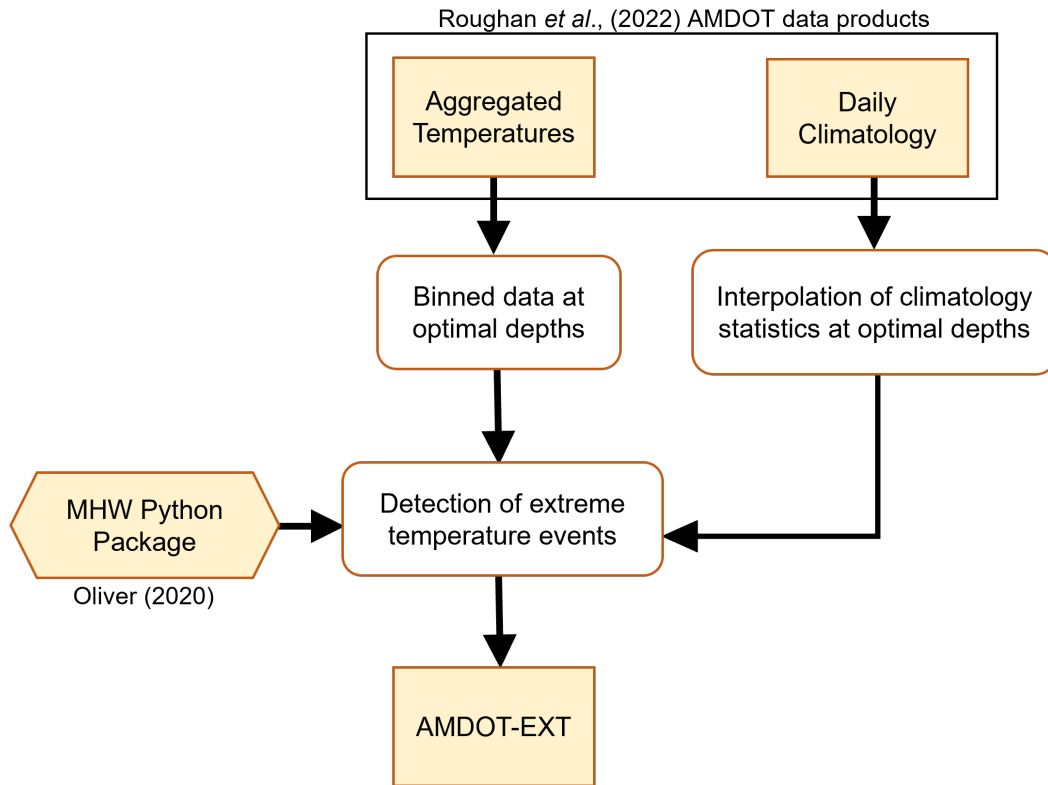 Roughan et al., (2022) AMDOT data products
Aggregated
Temperatures
Daily
Climatology
Binned data at
optimal depths
Interpolation of climatology
statistics at optimal depths
MHW Python
Package
Oliver (2020)
Detection of extreme
temperature events
AMDOT-EXT